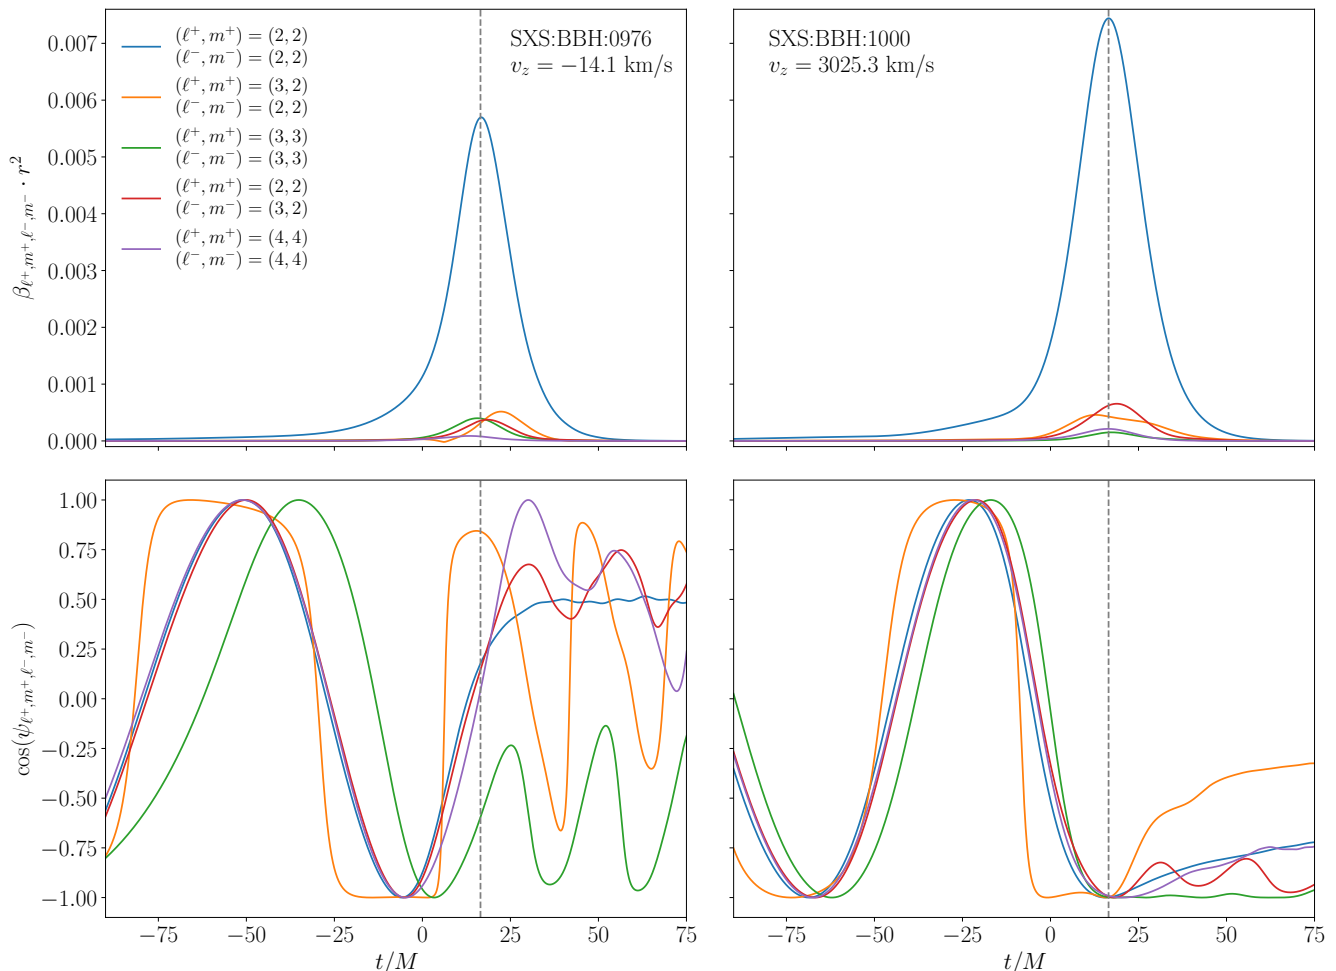 (ℓ⁺, m⁺) = (2, 2)
(ℓ⁻, m⁻) = (2, 2)
(ℓ⁺, m⁺) = (3, 2)
(ℓ⁻, m⁻) = (2, 2)
(ℓ⁺, m⁺) = (3, 3)
(ℓ⁻, m⁻) = (3, 3)
(ℓ⁺, m⁺) = (2, 2)
(ℓ⁻, m⁻) = (3, 2)
(ℓ⁺, m⁺) = (4, 4)
(ℓ⁻, m⁻) = (4, 4)
SXS:BBH:0976
v_z = −14.1 km/s
SXS:BBH:1000
v_z = 3025.3 km/s
β_{ℓ⁺,m⁺,ℓ⁻,m⁻} · r²
0.007
0.006
0.005
0.004
0.003
0.002
0.001
0.000
cos(ψ_{ℓ⁺,m⁺,ℓ⁻,m⁻})
1.00
0.75
0.50
0.25
0.00
−0.25
−0.50
−0.75
−1.00
−75 −50 −25 0 25 50 75
t/M
−75 −50 −25 0 25 50 75
t/M